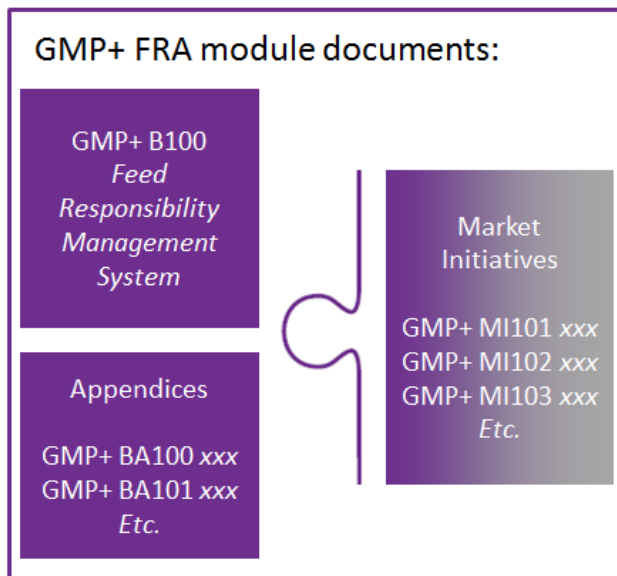 GMP+ FRA module documents:
GMP+ B100
Feed
Responsibility
Management
System
Appendices
GMP+ BA100 xxx
GMP+ BA101 xxx
Etc.
Market
Initiatives
GMP+ MI101 xxx
GMP+ MI102 xxx
GMP+ MI103 xxx
Etc.